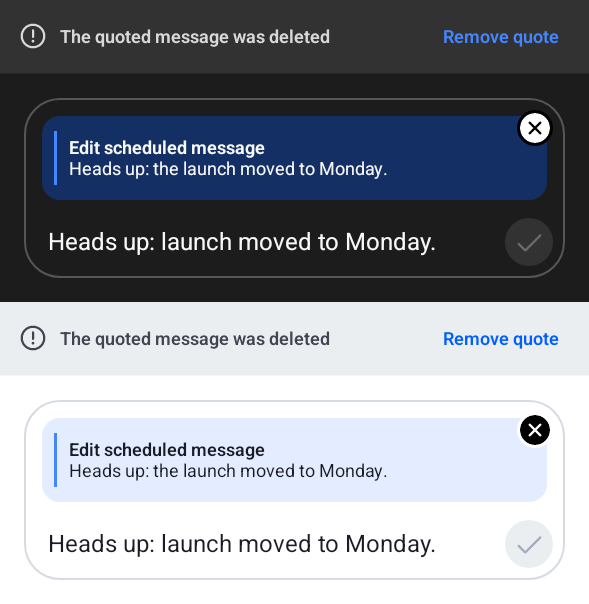 The quoted message was deleted Remove quote
Edit scheduled message
Heads up: the launch moved to Monday.
Heads up: launch moved to Monday.
The quoted message was deleted Remove quote
Edit scheduled message
Heads up: the launch moved to Monday.
Heads up: launch moved to Monday.